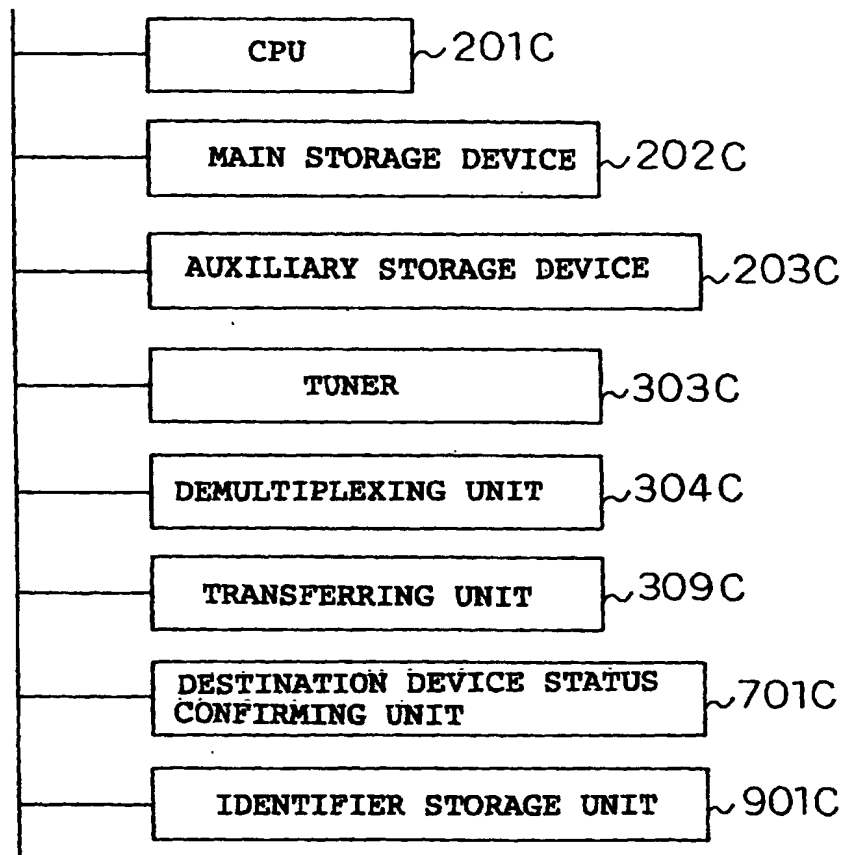 CPU 201C
MAIN STORAGE DEVICE 202C
AUXILIARY STORAGE DEVICE 203C
TUNER 303C
DEMULTIPLEXING UNIT 304C
TRANSFERRING UNIT 309C
DESTINATION DEVICE STATUS
CONFIRMING UNIT 701C
IDENTIFIER STORAGE UNIT 901C